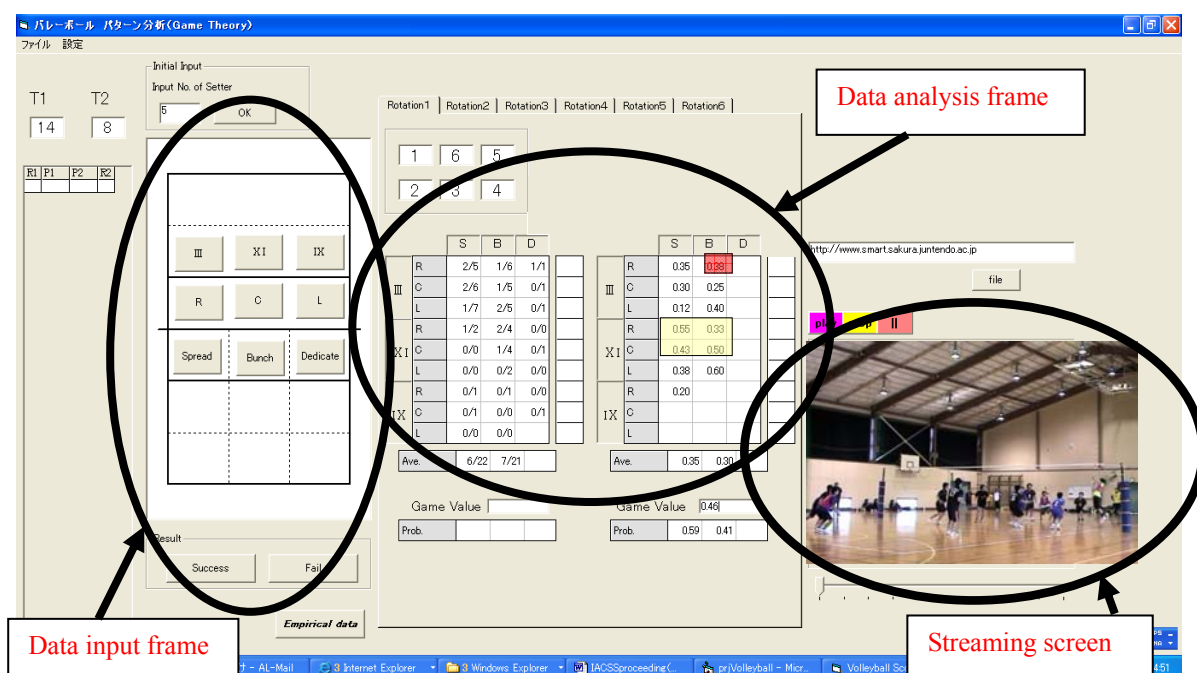 バレーボール パターン分析(Game Theory)
ファイル 設定
T1 T2
14 8
R1 P1 P2 R2
Initial Input
Input No. of Setter
5 OK
III XI IX
R C L
Spread Bunch Dedicate
Result
Success Fail
Empirical data
Data input frame
Rotation1 Rotation2 Rotation3 Rotation4 Rotation5 Rotation6
1 6 5
2 3 4
S B D
III R 2/5 1/6 1/1
C 2/6 1/5 0/1
L 1/7 2/5 0/1
XI R 1/2 2/4 0/0
C 0/0 1/4 0/1
L 0/0 0/2 0/0
IX R 0/1 0/1 0/0
C 0/1 0/0 0/1
L 0/0 0/0
Ave. 6/22 7/21
Game Value
Prob.
S B D
III R 0.35 0.38
C 0.30 0.25
L 0.12 0.40
XI R 0.55 0.33
C 0.43 0.50
L 0.38 0.60
IX R 0.20
C
L
Ave. 0.35 0.30
Game Value 0.46
Prob. 0.59 0.41
Data analysis frame
http://www.smart.sakura.juntendo.ac.jp
file
II
Streaming screen
- AL-Mail 3 Internet Explorer 3 Windows Explorer IACSSproceeding(... prjVolleyball - Micr... Volleyball
4:51